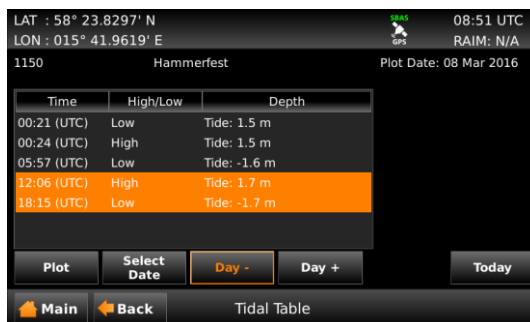 LAT : 58° 23.8297' N SBAS 08:51 UTC
LON : 015° 41.9619' E GPS RAIM: N/A
1150 Hammerfest Plot Date: 08 Mar 2016
Time High/Low Depth
00:21 (UTC) Low Tide: 1.5 m
00:24 (UTC) High Tide: 1.5 m
05:57 (UTC) Low Tide: -1.6 m
12:06 (UTC) High Tide: 1.7 m
18:15 (UTC) Low Tide: -1.7 m
Plot Select Date Day - Day + Today
Main Back Tidal Table